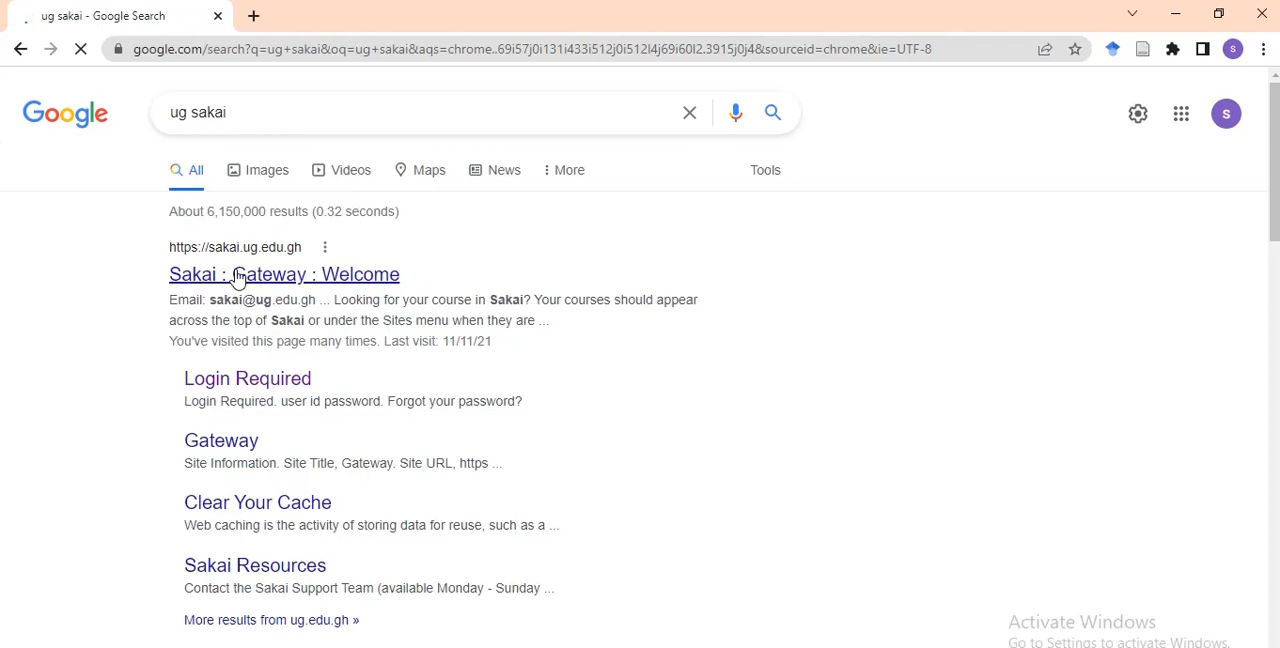 ug sakai - Google Search
google.com/search?q=ug+sakai&oq=ug+sakai&aqs=chrome..69i57j0i131i433i512j0i512l4j69i60l2.3915j0j4&sourceid=chrome&ie=UTF-8
S
Google
ug sakai
S
All Images Videos Maps News More Tools
About 6,150,000 results (0.32 seconds)
https://sakai.ug.edu.gh
Sakai : Gateway : Welcome
Email: sakai@ug.edu.gh ... Looking for your course in Sakai? Your courses should appear
across the top of Sakai or under the Sites menu when they are ...
You've visited this page many times. Last visit: 11/11/21
Login Required
Login Required. user id password. Forgot your password?
Gateway
Site Information. Site Title, Gateway. Site URL, https ...
Clear Your Cache
Web caching is the activity of storing data for reuse, such as a ...
Sakai Resources
Contact the Sakai Support Team (available Monday - Sunday ...
More results from ug.edu.gh »
Activate Windows
Go to Settings to activate Windows.